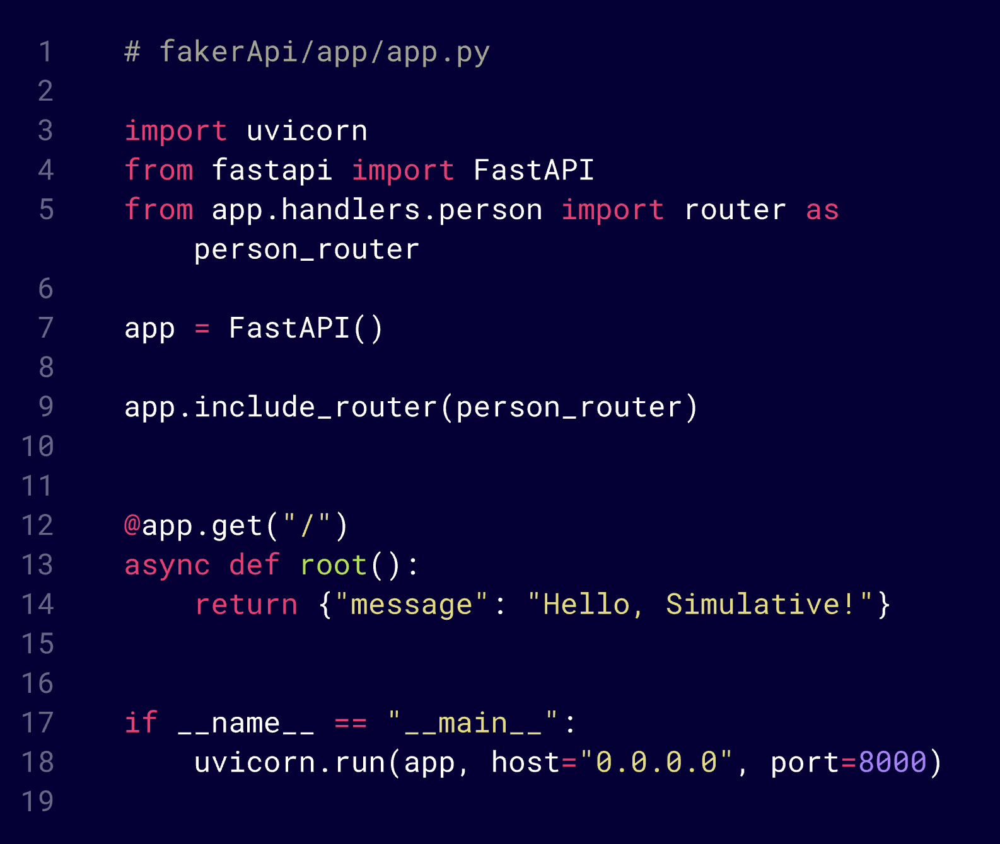 1 # fakerApi/app/app.py
2
3 import uvicorn
4 from fastapi import FastAPI
5 from app.handlers.person import router as
person_router
6
7 app = FastAPI()
8
9 app.include_router(person_router)
10
11
12 @app.get("/")
13 async def root():
14     return {"message": "Hello, Simulative!"}
15
16
17 if __name__ == "__main__":
18     uvicorn.run(app, host="0.0.0.0", port=8000)
19